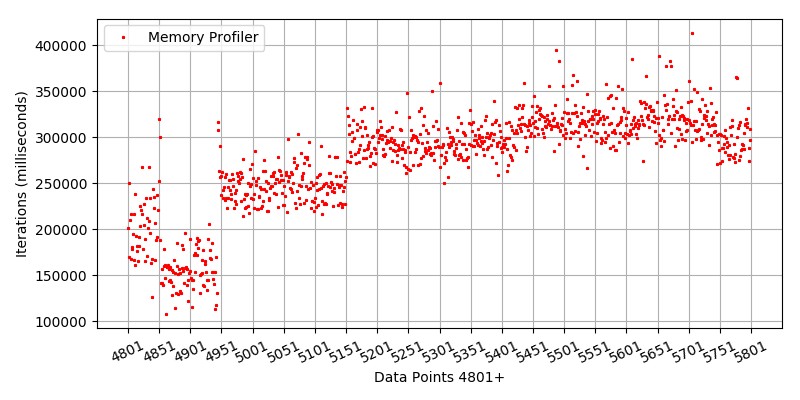 Memory Profiler
400000
350000
300000
250000
200000
150000
100000
Iterations (milliseconds)
4801 4851 4901 4951 5001 5051 5101 5151 5201 5251 5301 5351 5401 5451 5501 5551 5601 5651 5701 5751 5801
Data Points 4801+